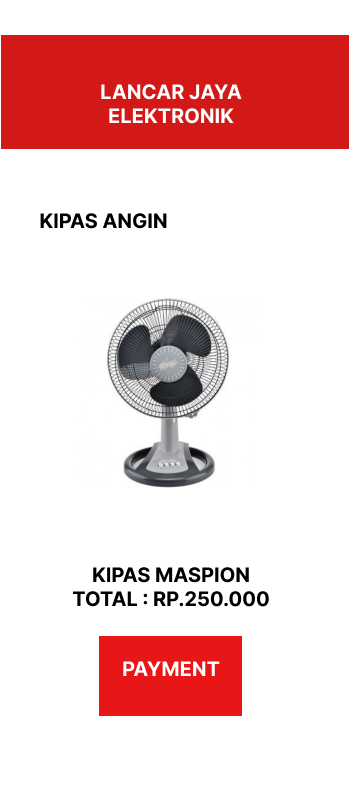 LANCAR JAYA
ELEKTRONIK
KIPAS ANGIN
KIPAS MASPION
TOTAL : RP.250.000
PAYMENT